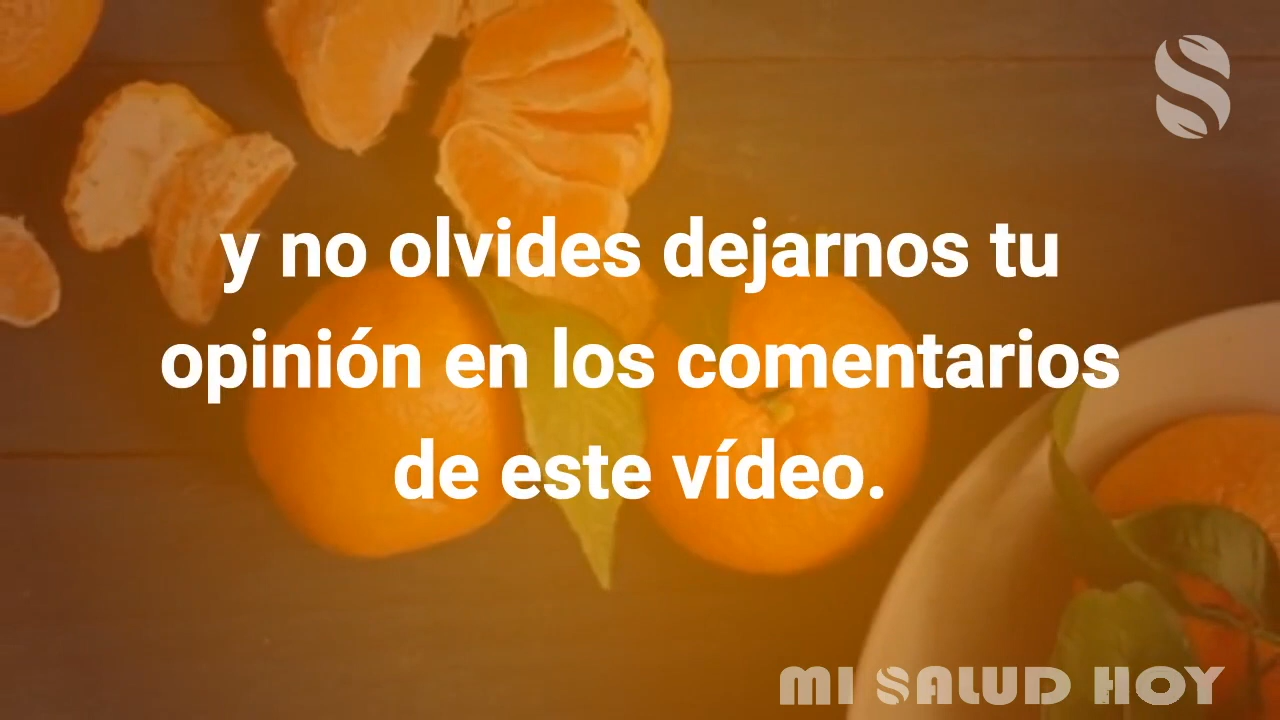 y no olvides dejarnos tu
opinión en los comentarios
de este vídeo.
MI SALUD HOY